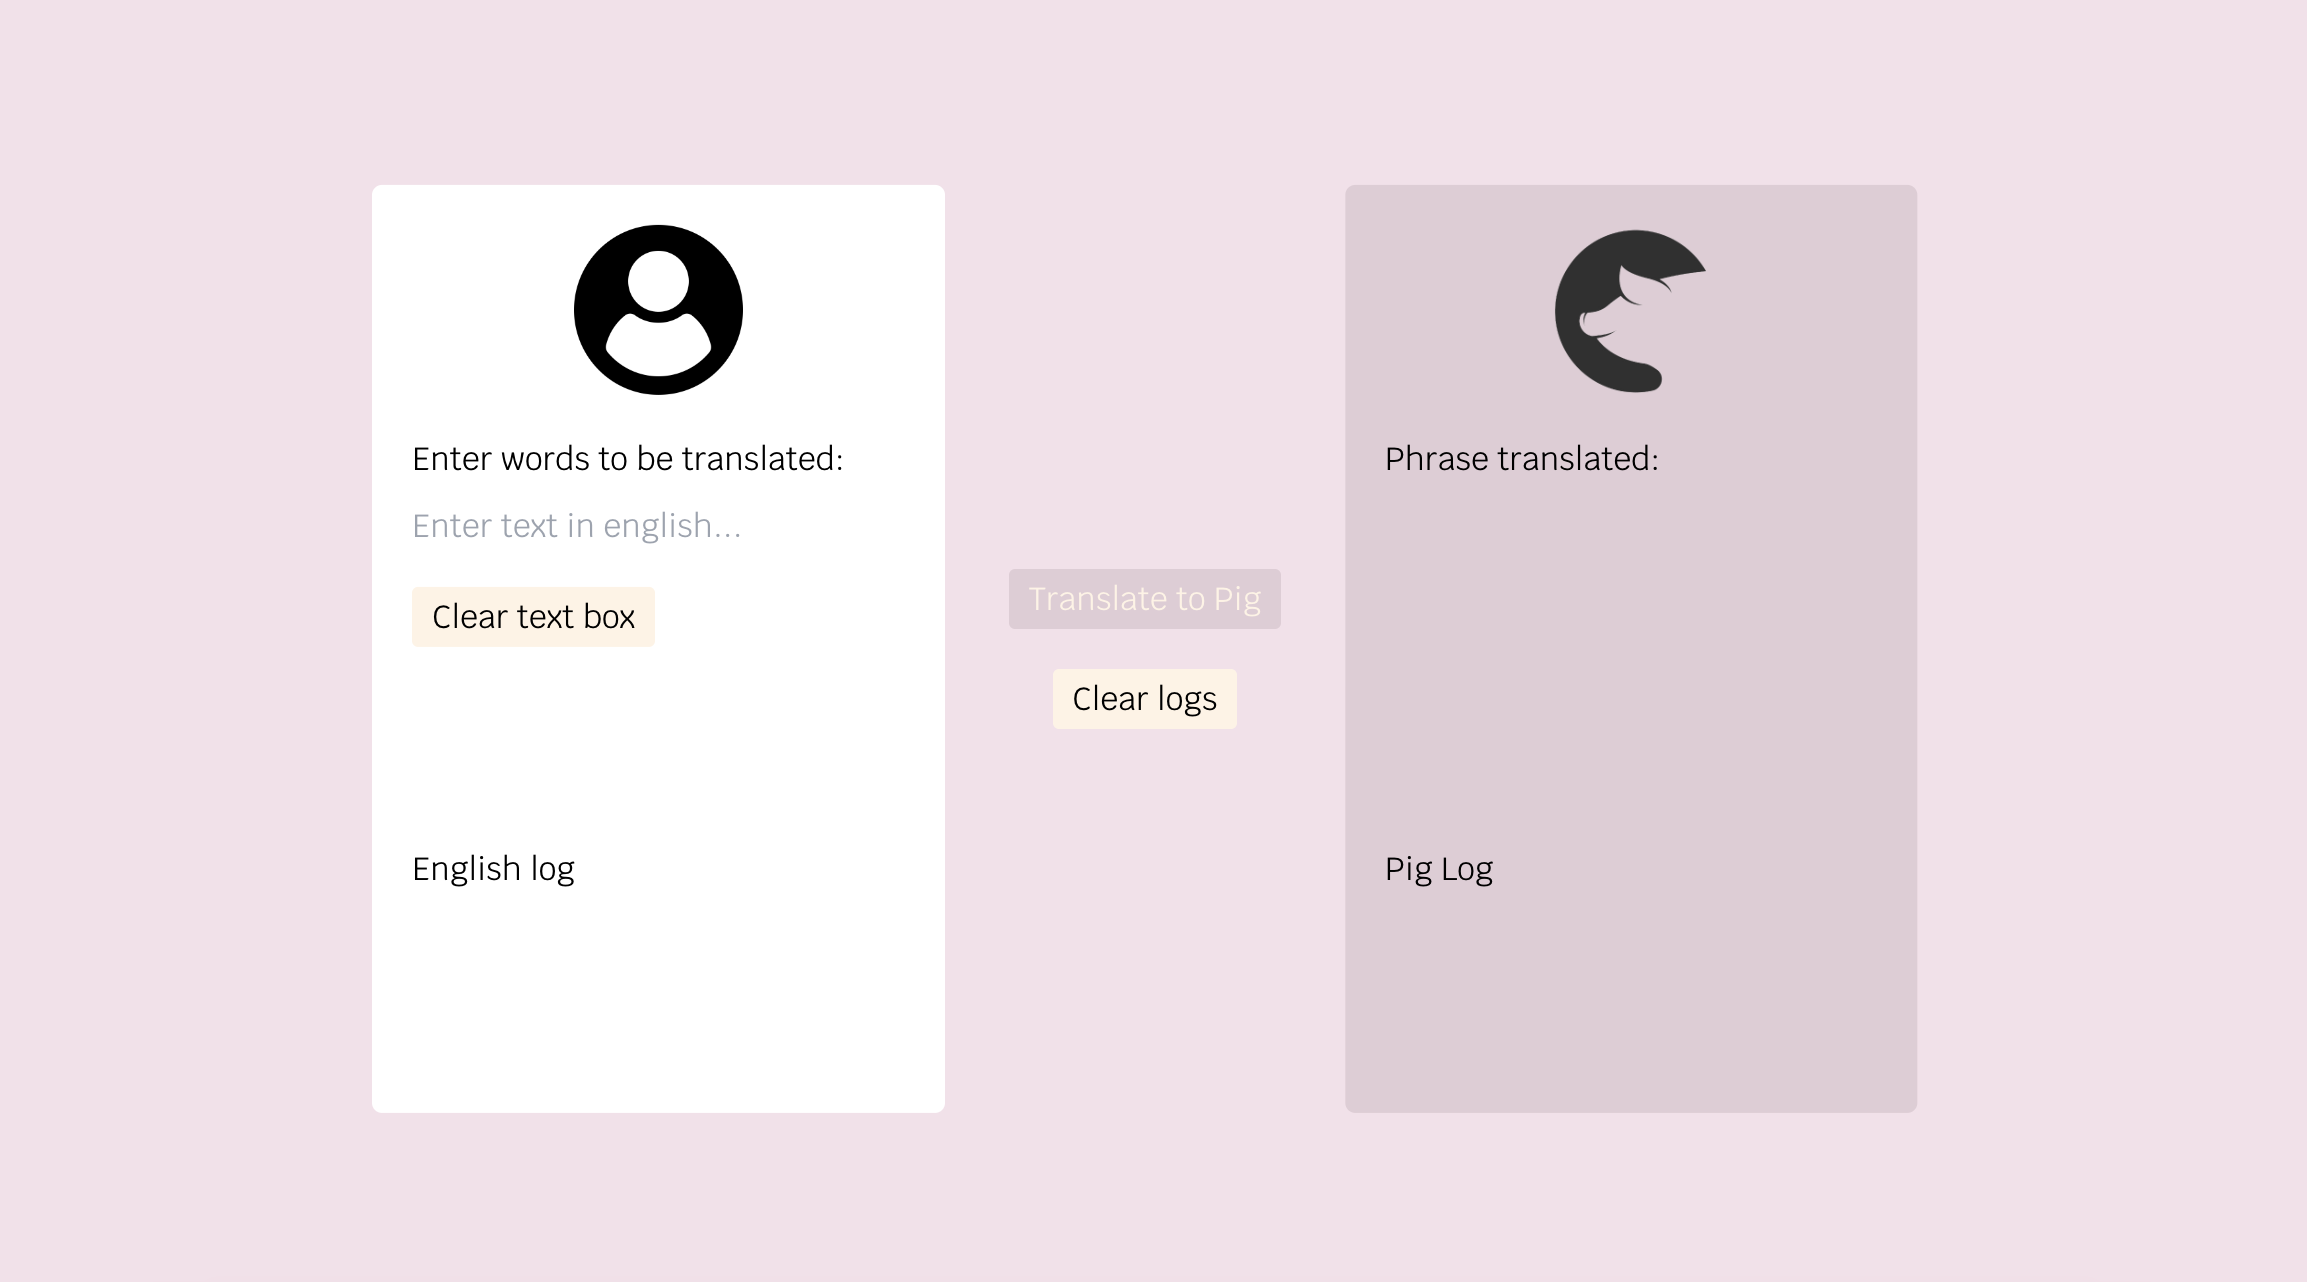 Enter words to be translated:
Enter text in english...
Clear text box
English log
Translate to Pig
Clear logs
Phrase translated:
Pig Log